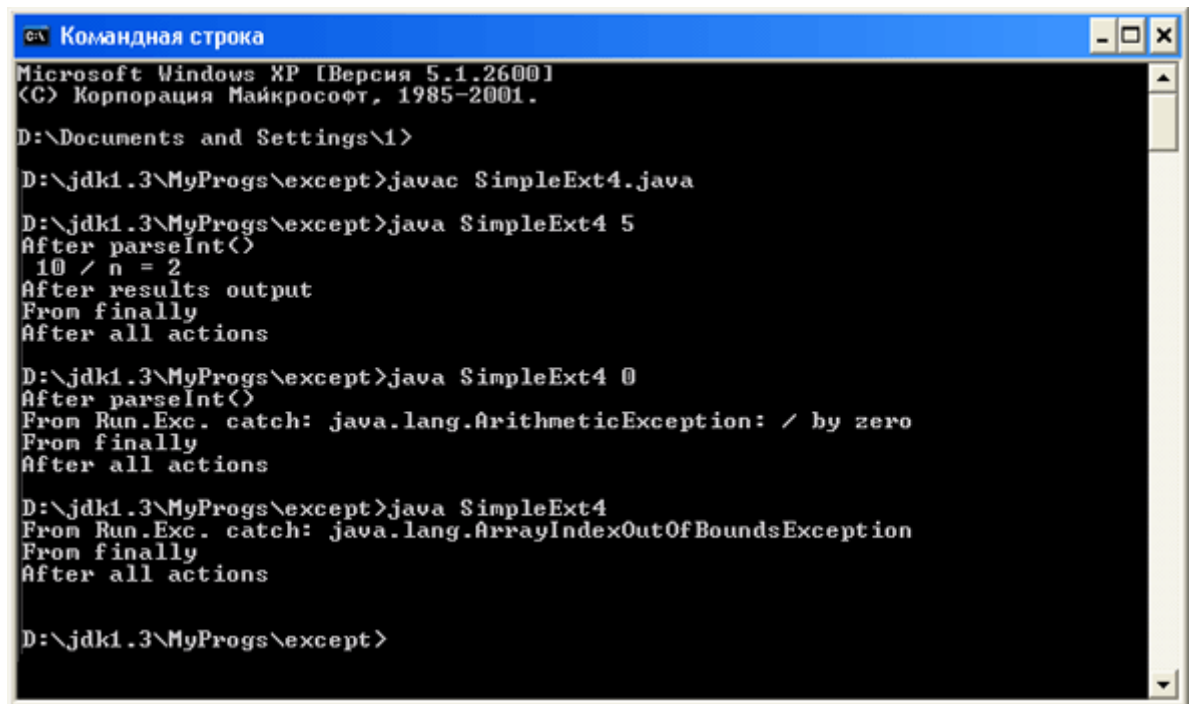 Командная строка
Microsoft Windows XP [Версия 5.1.2600]
(C) Корпорация Майкрософт, 1985-2001.
D:\Documents and Settings\1>
D:\jdk1.3\MyProgs\except>javac SimpleExt4.java
D:\jdk1.3\MyProgs\except>java SimpleExt4 5
After parseInt()
10 / n = 2
After results output
From finally
After all actions
D:\jdk1.3\MyProgs\except>java SimpleExt4 0
After parseInt()
From Run.Exc. catch: java.lang.ArithmeticException: / by zero
From finally
After all actions
D:\jdk1.3\MyProgs\except>java SimpleExt4
From Run.Exc. catch: java.lang.ArrayIndexOutOfBoundsException
From finally
After all actions
D:\jdk1.3\MyProgs\except>